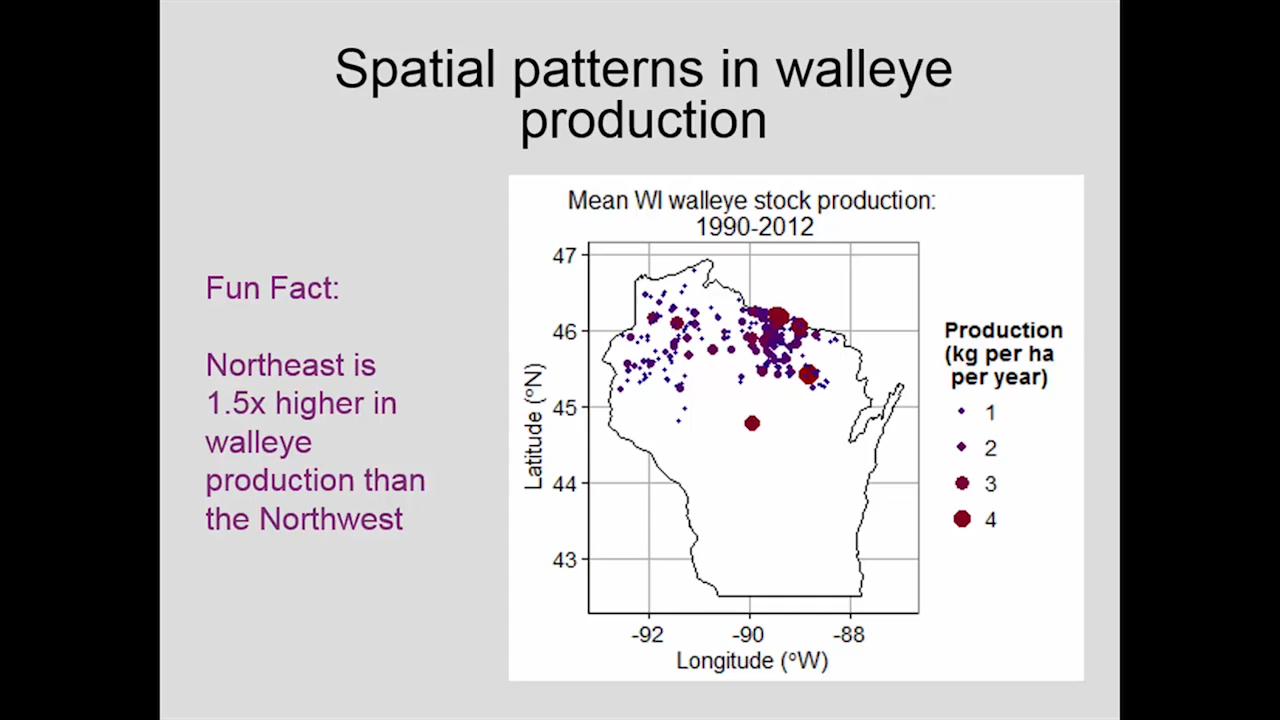 Spatial patterns in walleye
production
Fun Fact:
Northeast is
1.5x higher in
walleye
production than
the Northwest
Mean WI walleye stock production:
1990-2012
47
46
45
44
43
Latitude (°N)
-92
-90
-88
Longitude (°W)
Production
(kg per ha
per year)
1
2
3
4